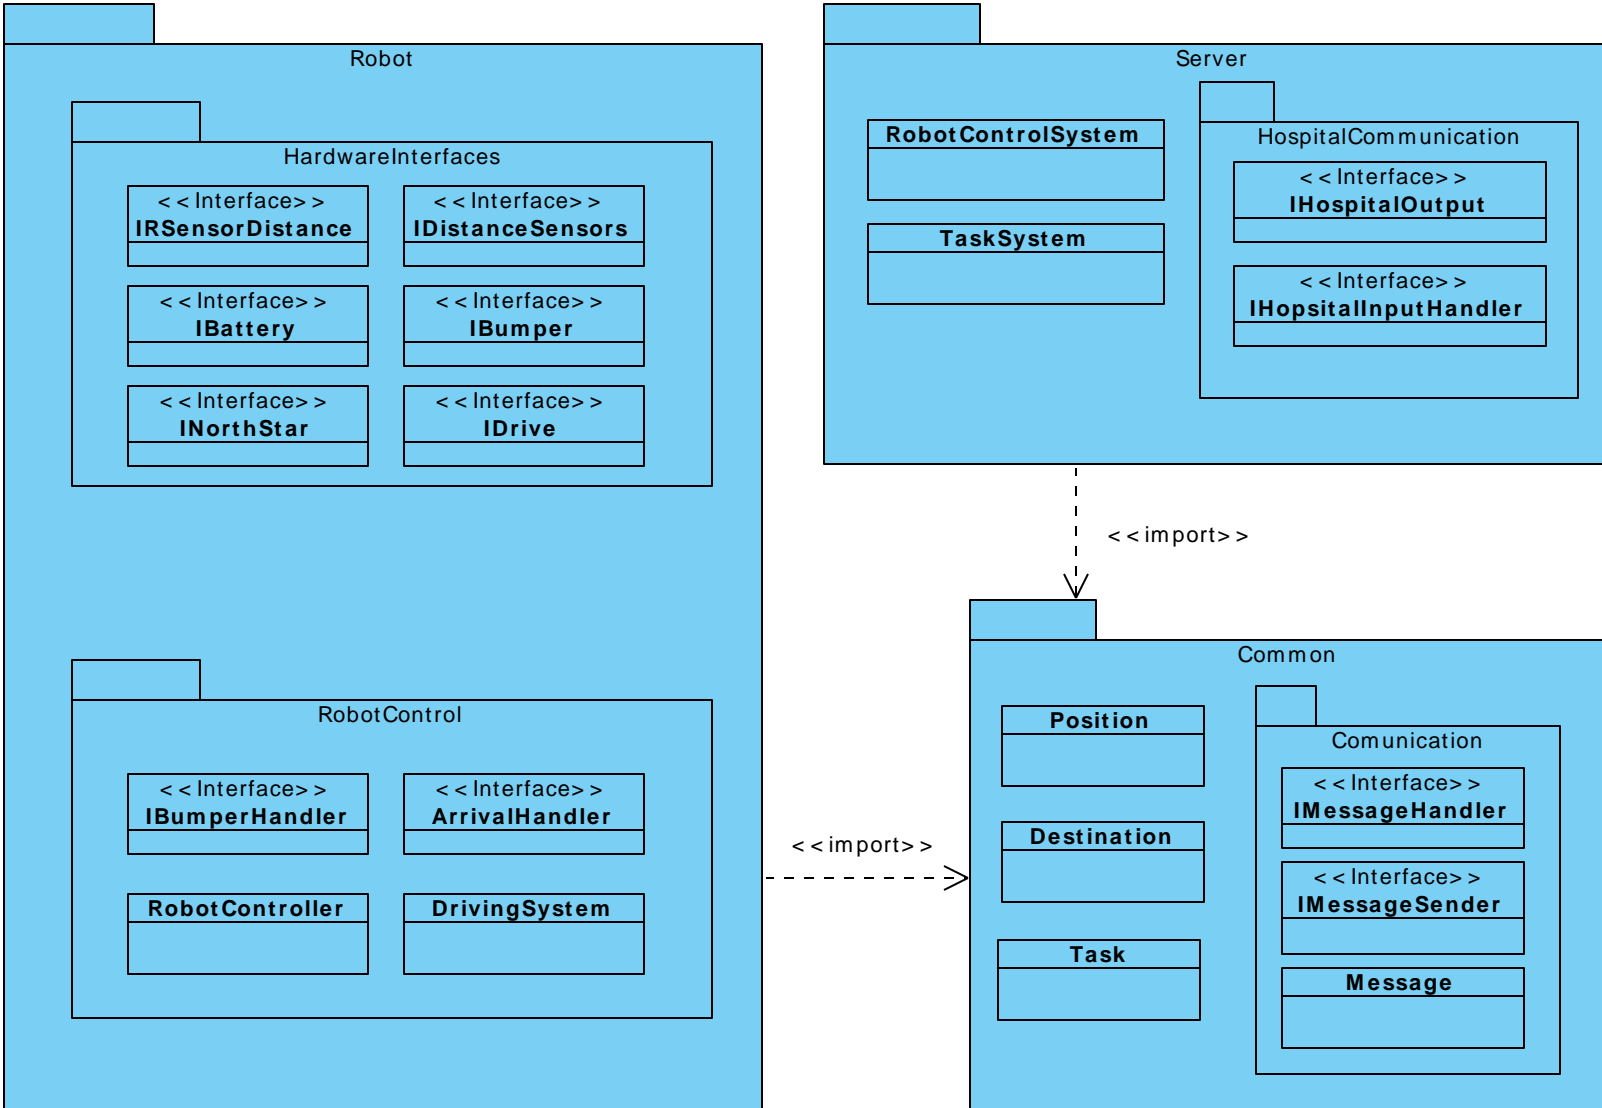 Robot
HardwareInterfaces
<<Interface>>
IRSensorDistance
<<Interface>>
IDistanceSensors
<<Interface>>
IBattery
<<Interface>>
IBumper
<<Interface>>
INorthStar
<<Interface>>
IDrive
RobotControl
<<Interface>>
IBumperHandler
<<Interface>>
ArrivalHandler
RobotController
DrivingSystem
<<import>>
Server
RobotControlSystem
TaskSystem
HospitalCommunication
<<Interface>>
IHospitalOutput
<<Interface>>
IHopsitalInputHandler
<<import>>
Common
Position
Destination
Task
Comunication
<<Interface>>
IMessageHandler
<<Interface>>
IMessageSender
Message